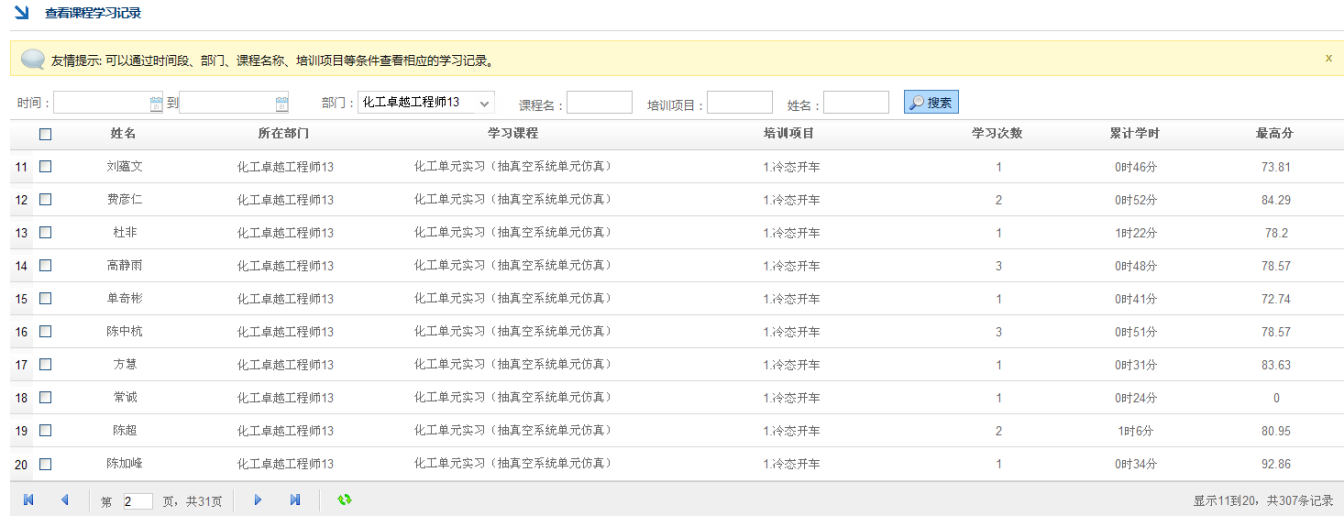 查看课程学习记录
友情提示: 可以通过时间段、部门、课程名称、培训项目等条件查看相应的学习记录。 x
时间： 到 部门： 化工卓越工程师13 课程名： 培训项目： 姓名： 搜索
姓名 所在部门 学习课程 培训项目 学习次数 累计学时 最高分
11 刘蕴文 化工卓越工程师13 化工单元实习（抽真空系统单元仿真） 1.冷态开车 1 0时46分 73.81
12 费彦仁 化工卓越工程师13 化工单元实习（抽真空系统单元仿真） 1.冷态开车 2 0时52分 84.29
13 杜非 化工卓越工程师13 化工单元实习（抽真空系统单元仿真） 1.冷态开车 1 1时22分 78.2
14 高静雨 化工卓越工程师13 化工单元实习（抽真空系统单元仿真） 1.冷态开车 3 0时48分 78.57
15 单奇彬 化工卓越工程师13 化工单元实习（抽真空系统单元仿真） 1.冷态开车 1 0时41分 72.74
16 陈中杭 化工卓越工程师13 化工单元实习（抽真空系统单元仿真） 1.冷态开车 3 0时51分 78.57
17 方慧 化工卓越工程师13 化工单元实习（抽真空系统单元仿真） 1.冷态开车 1 0时31分 83.63
18 常诚 化工卓越工程师13 化工单元实习（抽真空系统单元仿真） 1.冷态开车 1 0时24分 0
19 陈超 化工卓越工程师13 化工单元实习（抽真空系统单元仿真） 1.冷态开车 2 1时6分 80.95
20 陈加峰 化工卓越工程师13 化工单元实习（抽真空系统单元仿真） 1.冷态开车 1 0时34分 92.86
第 2 页，共31页 显示11到20，共307条记录